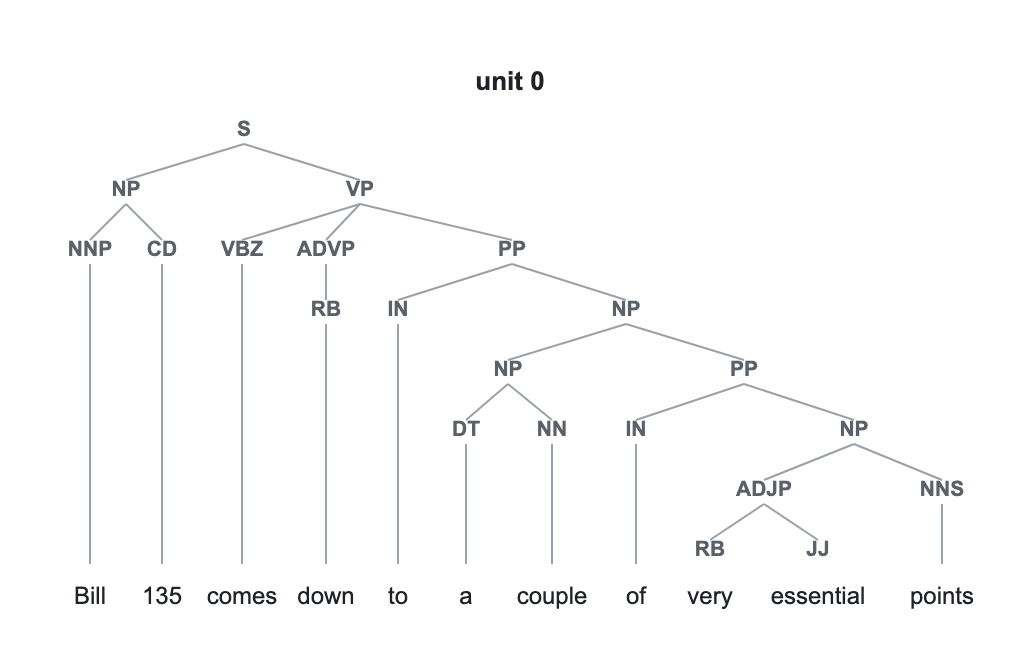 unit 0
S
NP VP
NNP CD VBZ ADVP PP
RB IN NP
NP PP
DT NN IN NP
ADJP NNS
RB JJ
Bill 135 comes down to a couple of very essential points